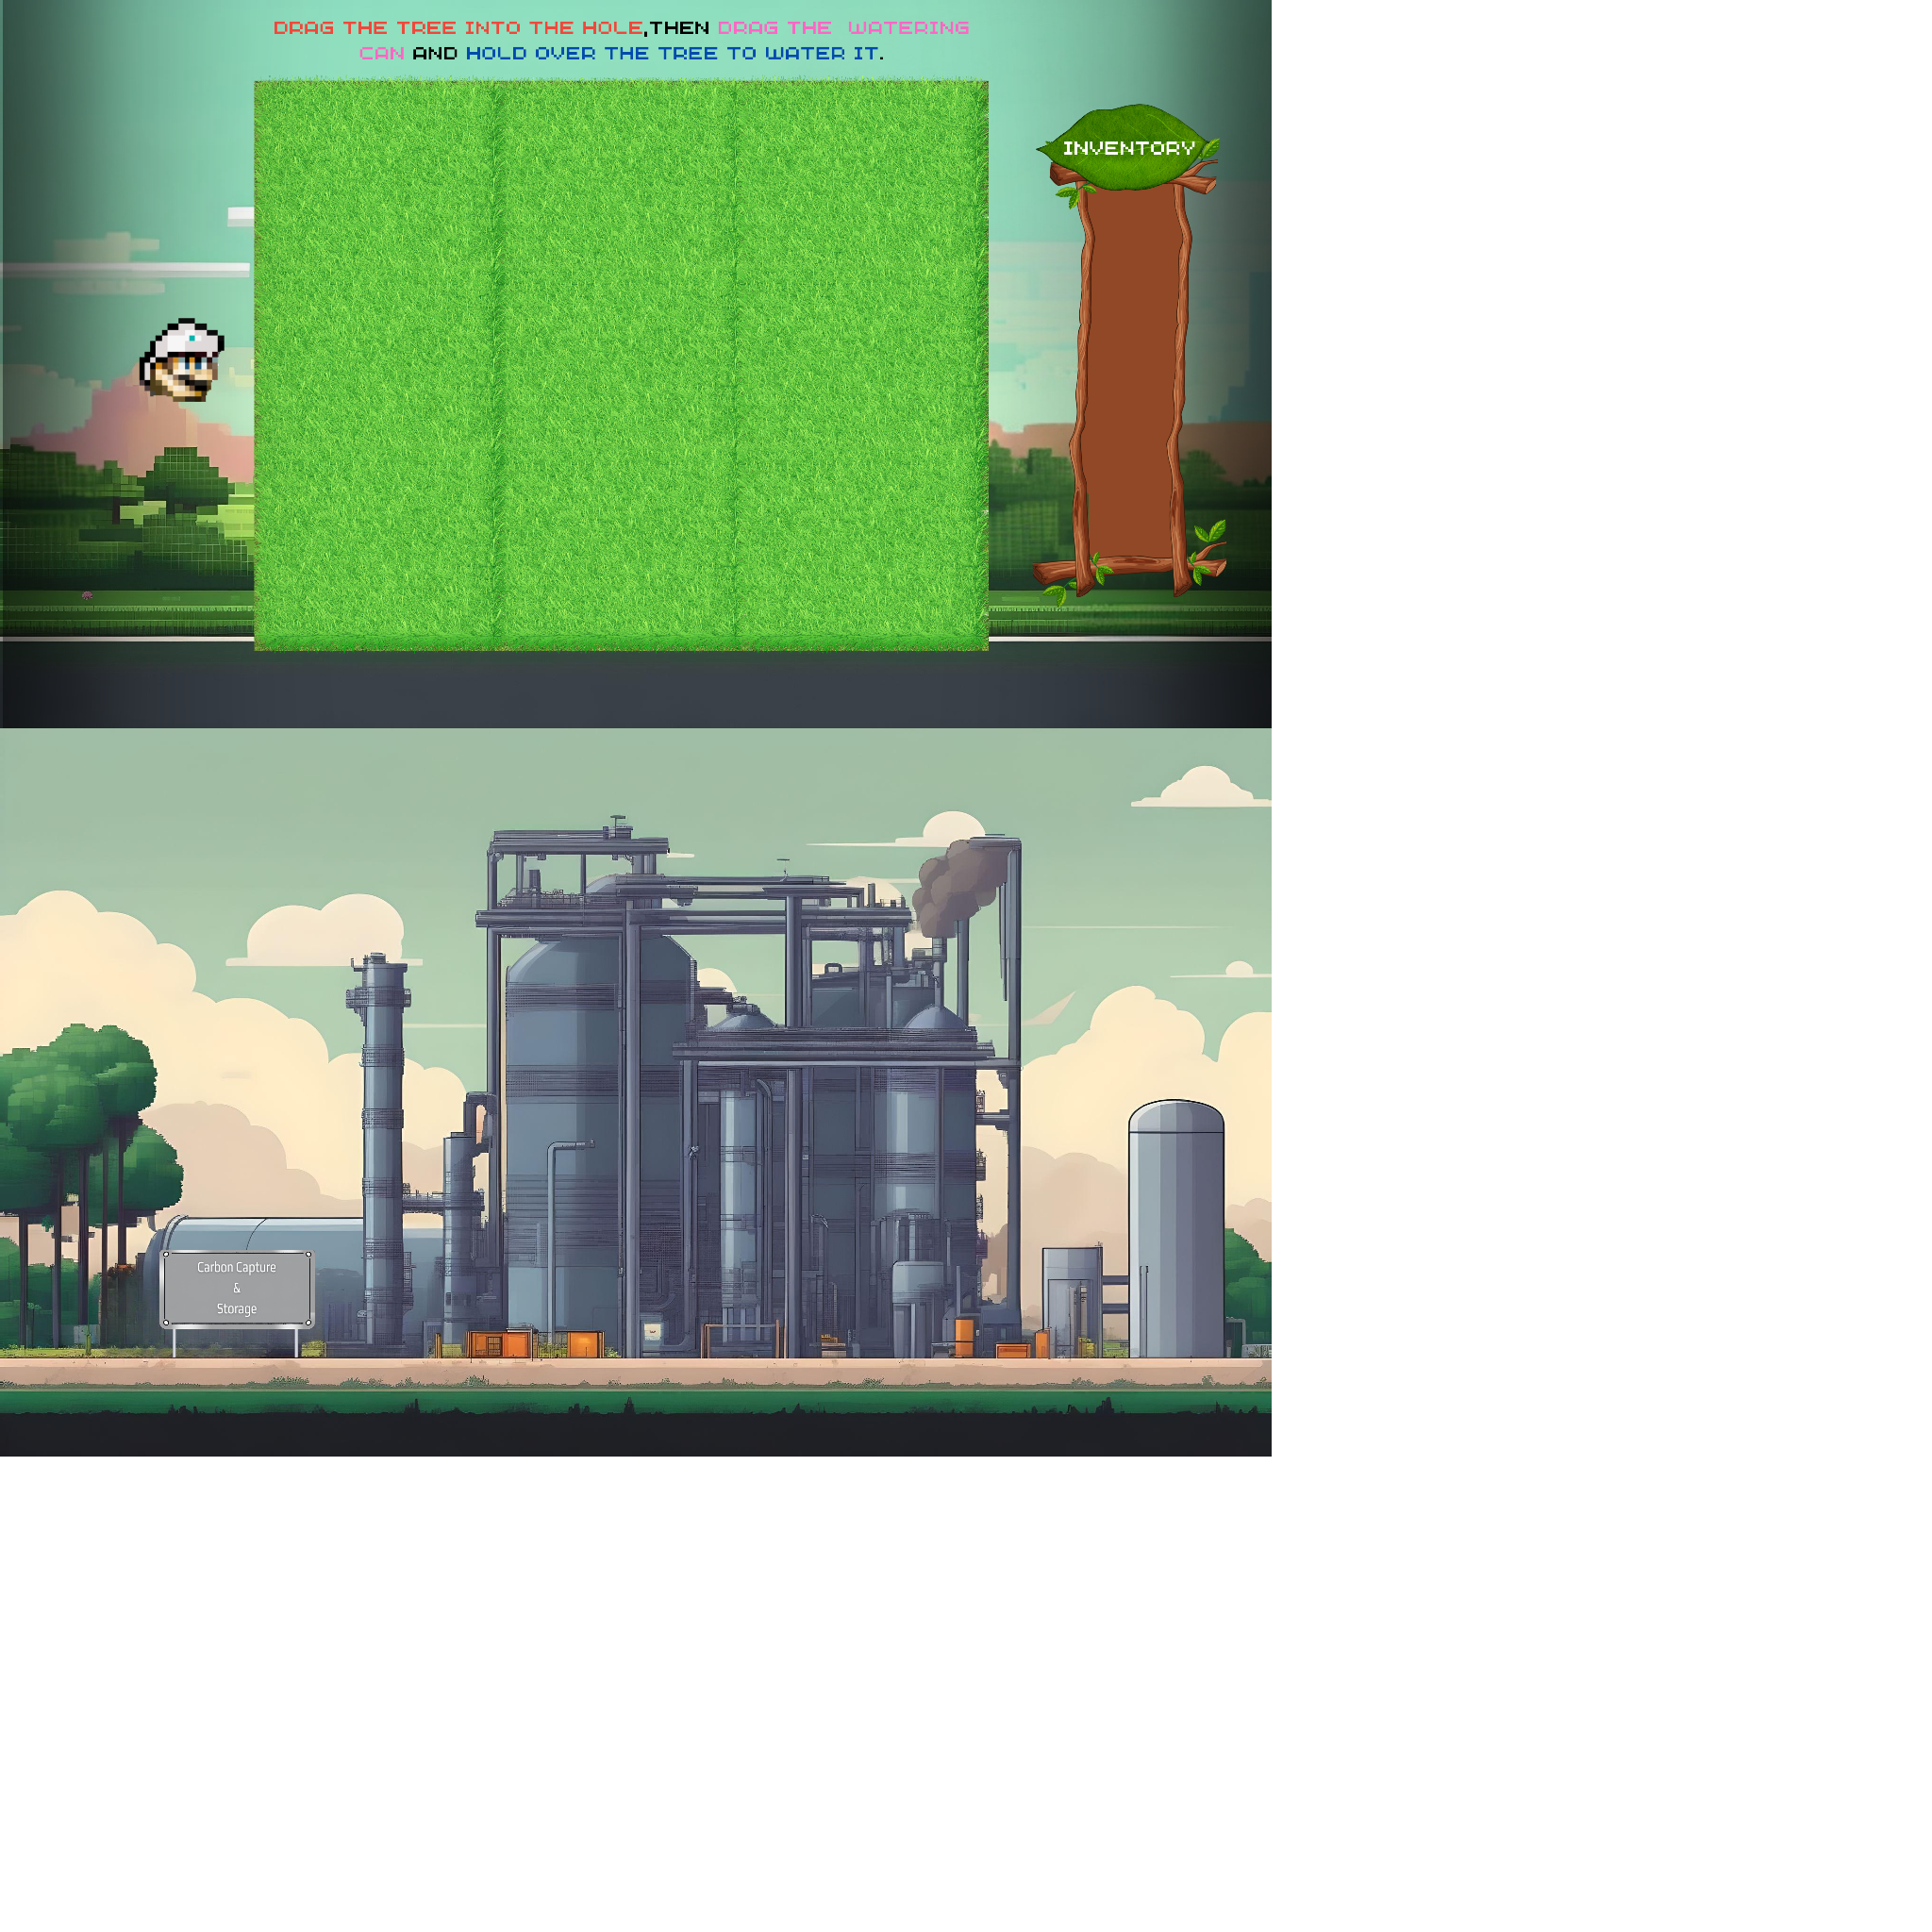 DRAG THE TREE INTO THE HOLE,THEN DRAG THE WATERING
CAN AND HOLD OVER THE TREE TO WATER IT.
INVENTORY
Carbon Capture
&
Storage